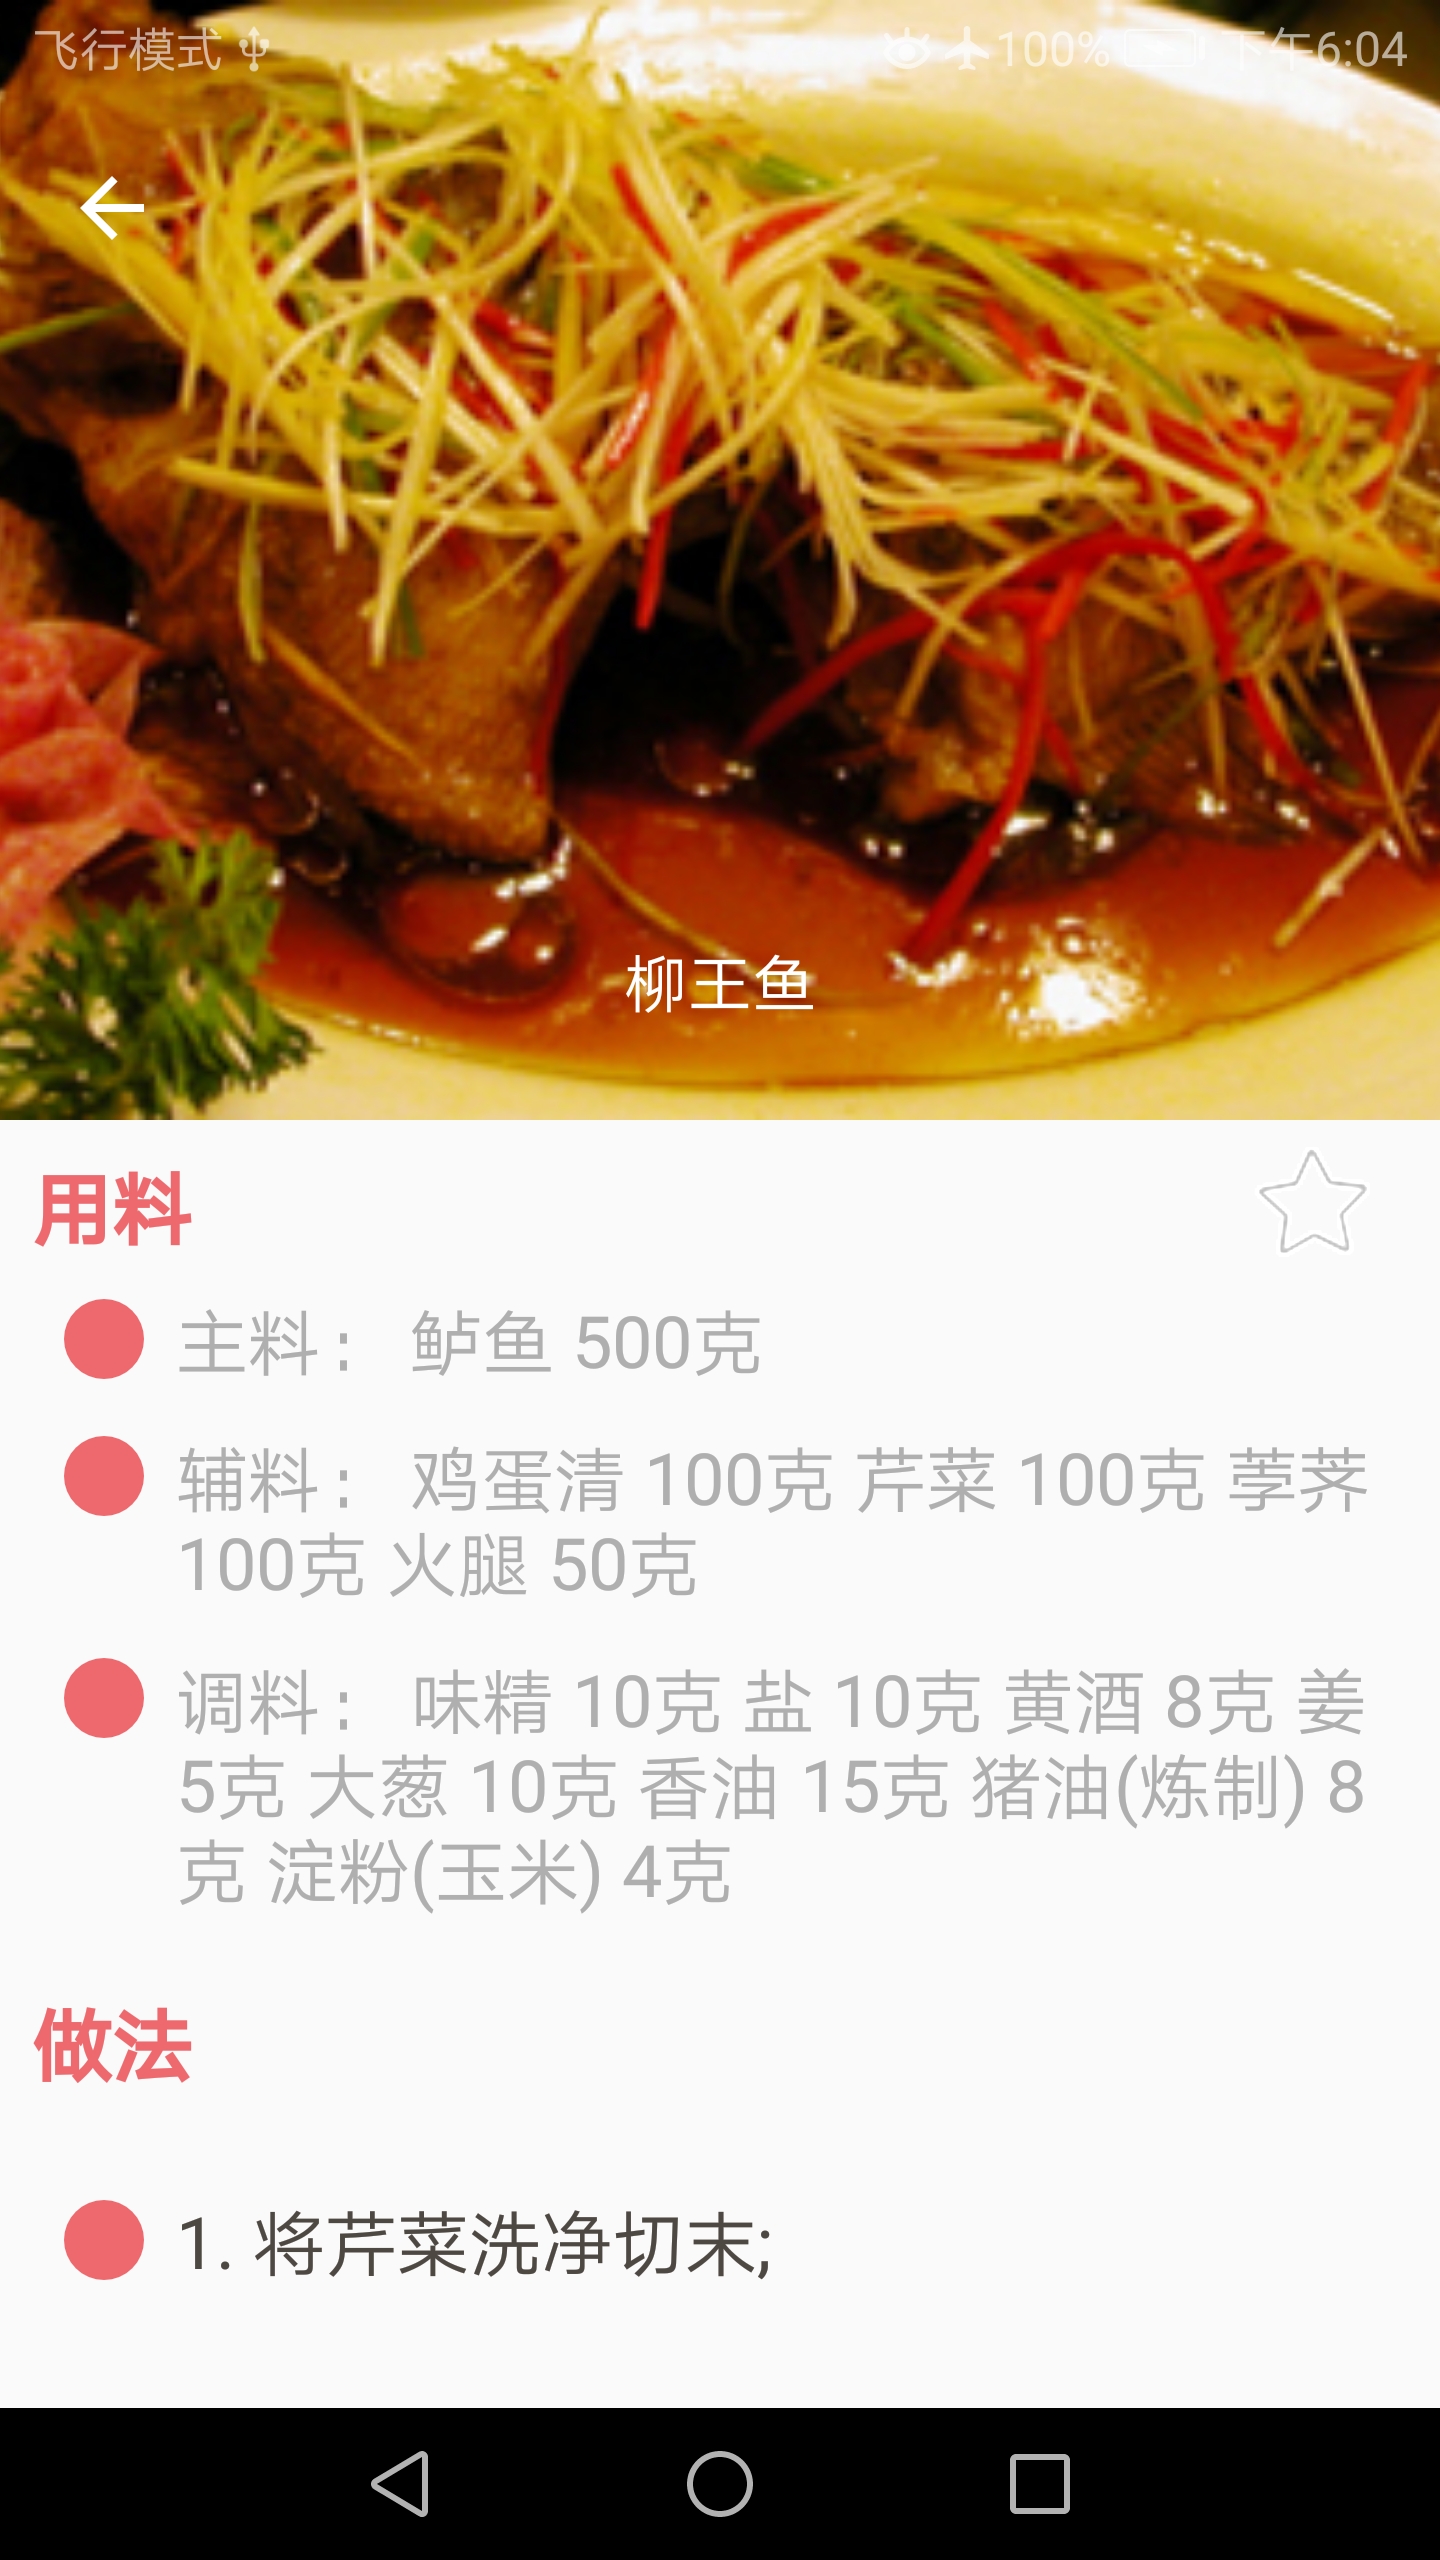 飞行模式 100% 下午6:04
柳王鱼
用料
主料： 鲈鱼 500克
辅料： 鸡蛋清 100克 芹菜 100克 荸荠
100克 火腿 50克
调料： 味精 10克 盐 10克 黄酒 8克 姜
5克 大葱 10克 香油 15克 猪油(炼制) 8
克 淀粉(玉米) 4克
做法
1. 将芹菜洗净切末;